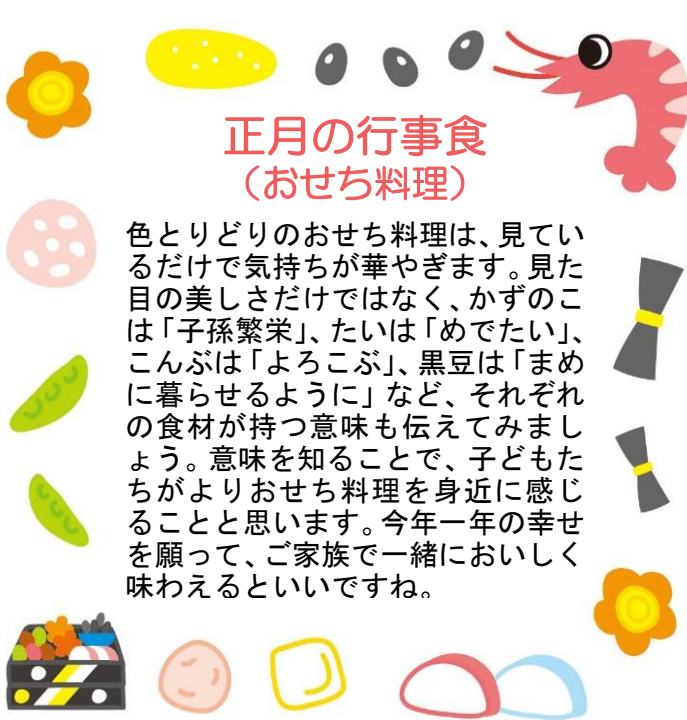 正月の行事食
（おせち料理）
色とりどりのおせち料理は、見てい
るだけで気持ちが華やぎます。見た
目の美しさだけではなく、かずのこ
は「子孫繁栄」、たいは「めでたい」、
こんぶは「よろこぶ」、黒豆は「まめ
に暮らせるように」など、それぞれ
の食材が持つ意味も伝えてみまし
ょう。意味を知ることで、子どもた
ちがよりおせち料理を身近に感じ
ることと思います。今年一年の幸せ
を願って、ご家族で一緒においしく
味わえるといいですね。